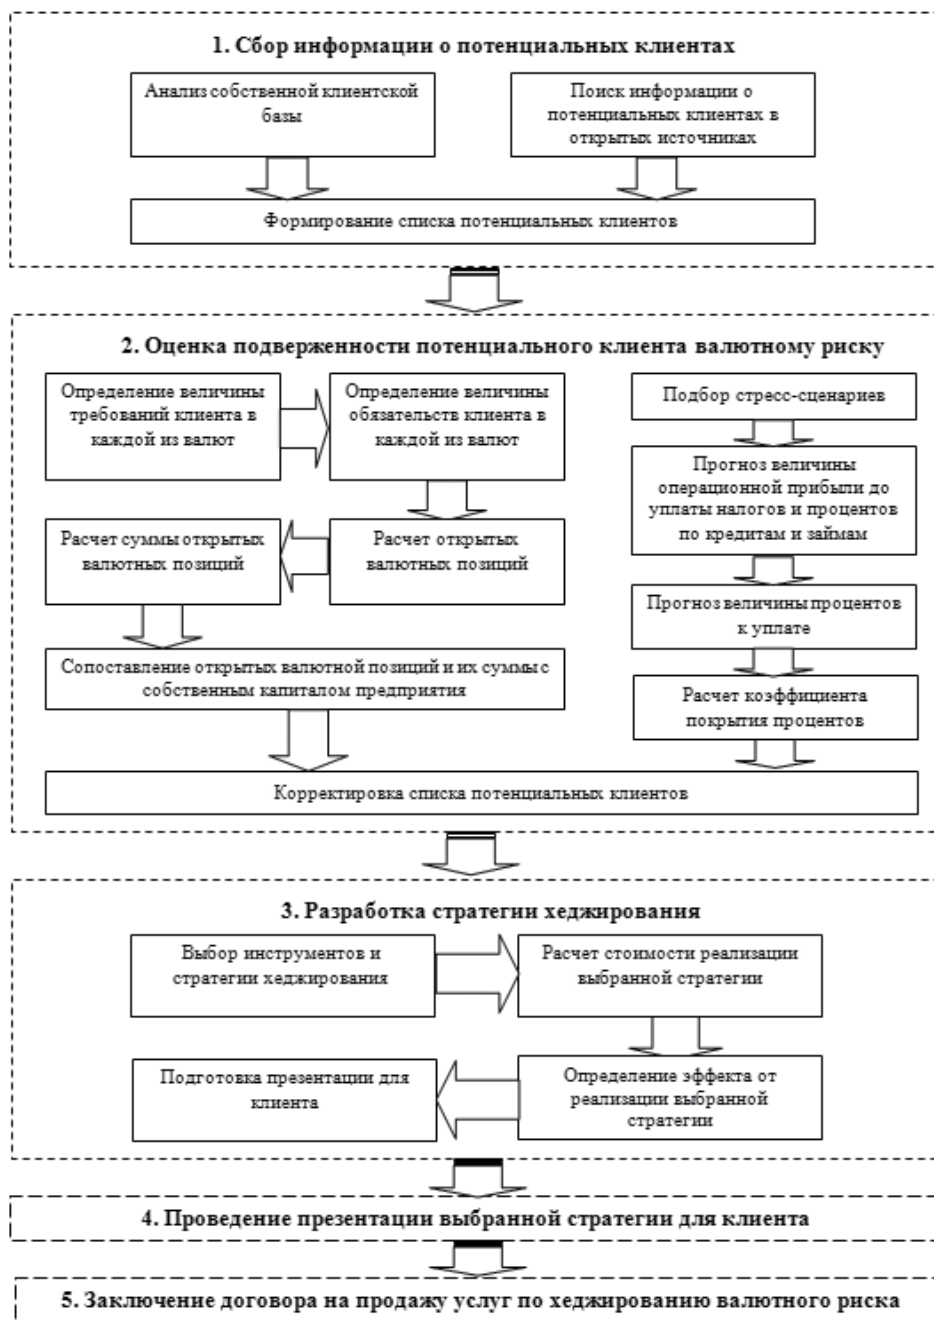 1. Сбор информации о потенциальных клиентах
Анализ собственной клиентской
базы
Поиск информации о
потенциальных клиентах в
открытых источниках
Формирование списка потенциальных клиентов
2. Оценка подверженности потенциального клиента валютному риску
Определение величины
требований клиента в
каждой из валют
Определение величины
обязательств клиента в
каждой из валют
Расчет открытых
валютных позиций
Расчет суммы открытых
валютных позиций
Сопоставление открытых валютной позиций и их суммы с
собственным капиталом предприятия
Подбор стресс-сценариев
Прогноз величины
операционной прибыли до
уплаты налогов и процентов
по кредитам и займам
Прогноз величины процентов
к уплате
Расчет коэффициента
покрытия процентов
Корректировка списка потенциальных клиентов
3. Разработка стратегии хеджирования
Выбор инструментов и
стратегии хеджирования
Расчет стоимости реализации
выбранной стратегии
Определение эффекта от
реализации выбранной
стратегии
Подготовка презентации для
клиента
4. Проведение презентации выбранной стратегии для клиента
5. Заключение договора на продажу услуг по хеджированию валютного риска